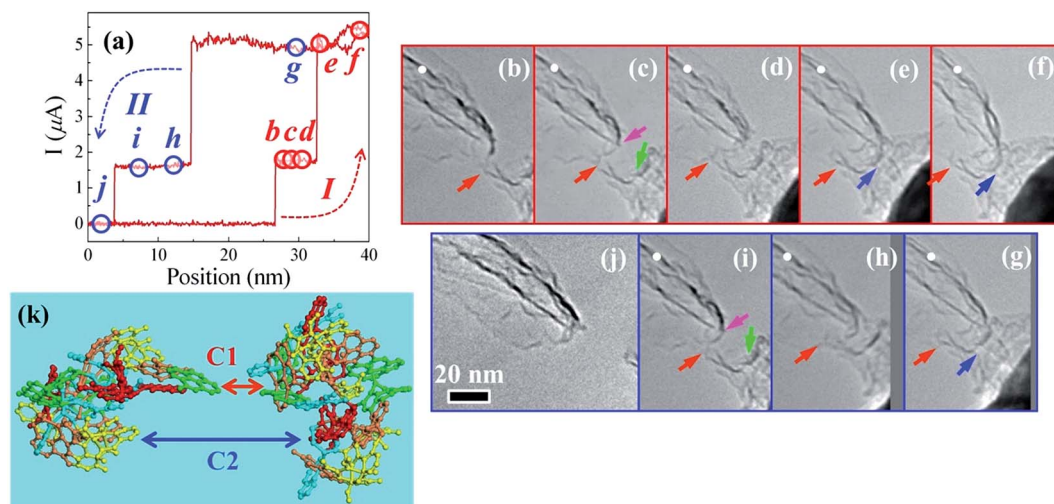 (a)
I (μA)
5
4
3
2
1
0
g
e
f
II
i
h
b c d
j
I
0
10
20
30
40
Position (nm)
(b)
(c)
(d)
(e)
(f)
(j)
(i)
(h)
(g)
20 nm
(k)
C1
C2